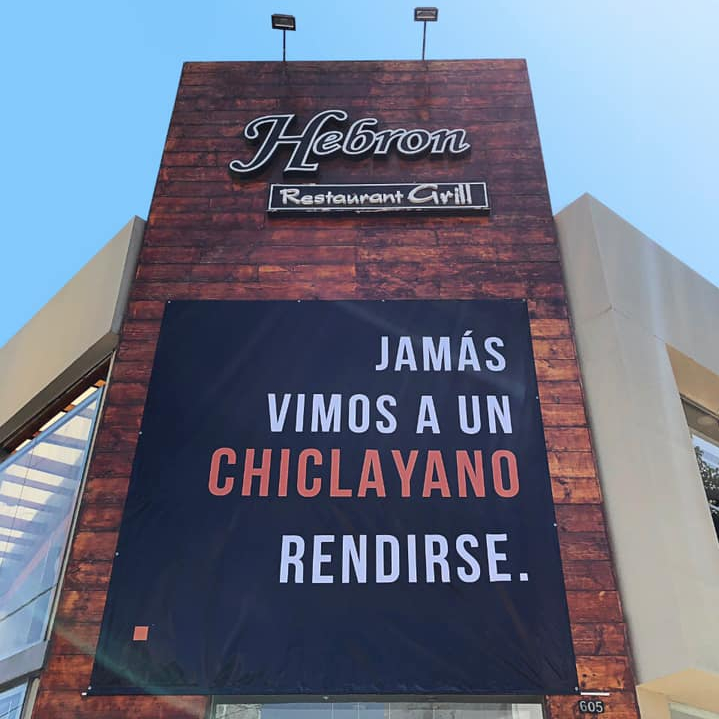 Hebron
Restaurant Grill
JAMÁS
VIMOS A UN
CHICLAYANO
RENDIRSE.
605